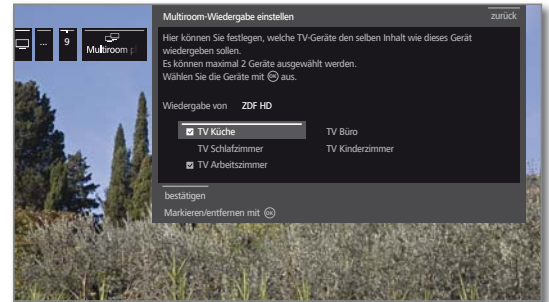 Multiroom-Wiedergabe einstellen
zurück
... 9 Multiroom p
Hier können Sie festlegen, welche TV-Geräte den selben Inhalt wie dieses Gerät
wiedergeben sollen.
Es können maximal 2 Geräte ausgewählt werden.
Wählen Sie die Geräte mit OK aus.
Wiedergabe von ZDF HD
TV Küche
TV Büro
TV Schlafzimmer
TV Kinderzimmer
TV Arbeitszimmer
bestätigen
Markieren/entfernen mit OK